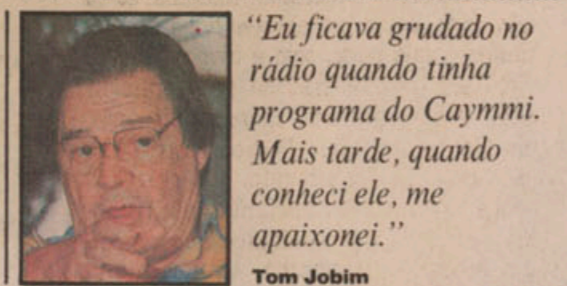 “Eu ficava grudado no
rádio quando tinha
programa do Caymmi.
Mais tarde, quando
conheci ele, me
apaixonei.”
Tom Jobim